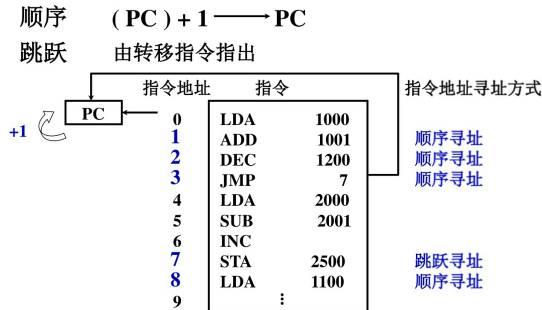 顺序 ( PC ) + 1 ⟶ PC
跳跃 由转移指令指出
指令地址 指令 指令地址寻址方式
PC
+1
0 LDA 1000
1 ADD 1001 顺序寻址
2 DEC 1200 顺序寻址
3 JMP 7 顺序寻址
4 LDA 2000
5 SUB 2001
6 INC
7 STA 2500 跳跃寻址
8 LDA 1100 顺序寻址
9 ⋮